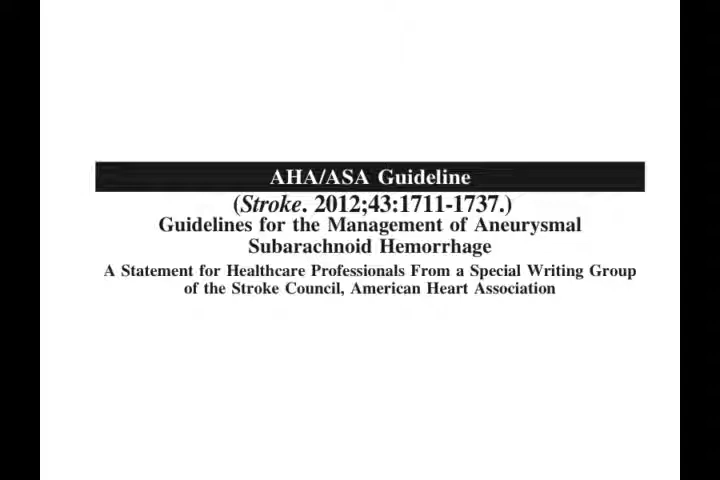 AHA/ASA Guideline
(Stroke. 2012;43:1711-1737.)
Guidelines for the Management of Aneurysmal
Subarachnoid Hemorrhage
A Statement for Healthcare Professionals From a Special Writing Group
of the Stroke Council, American Heart Association